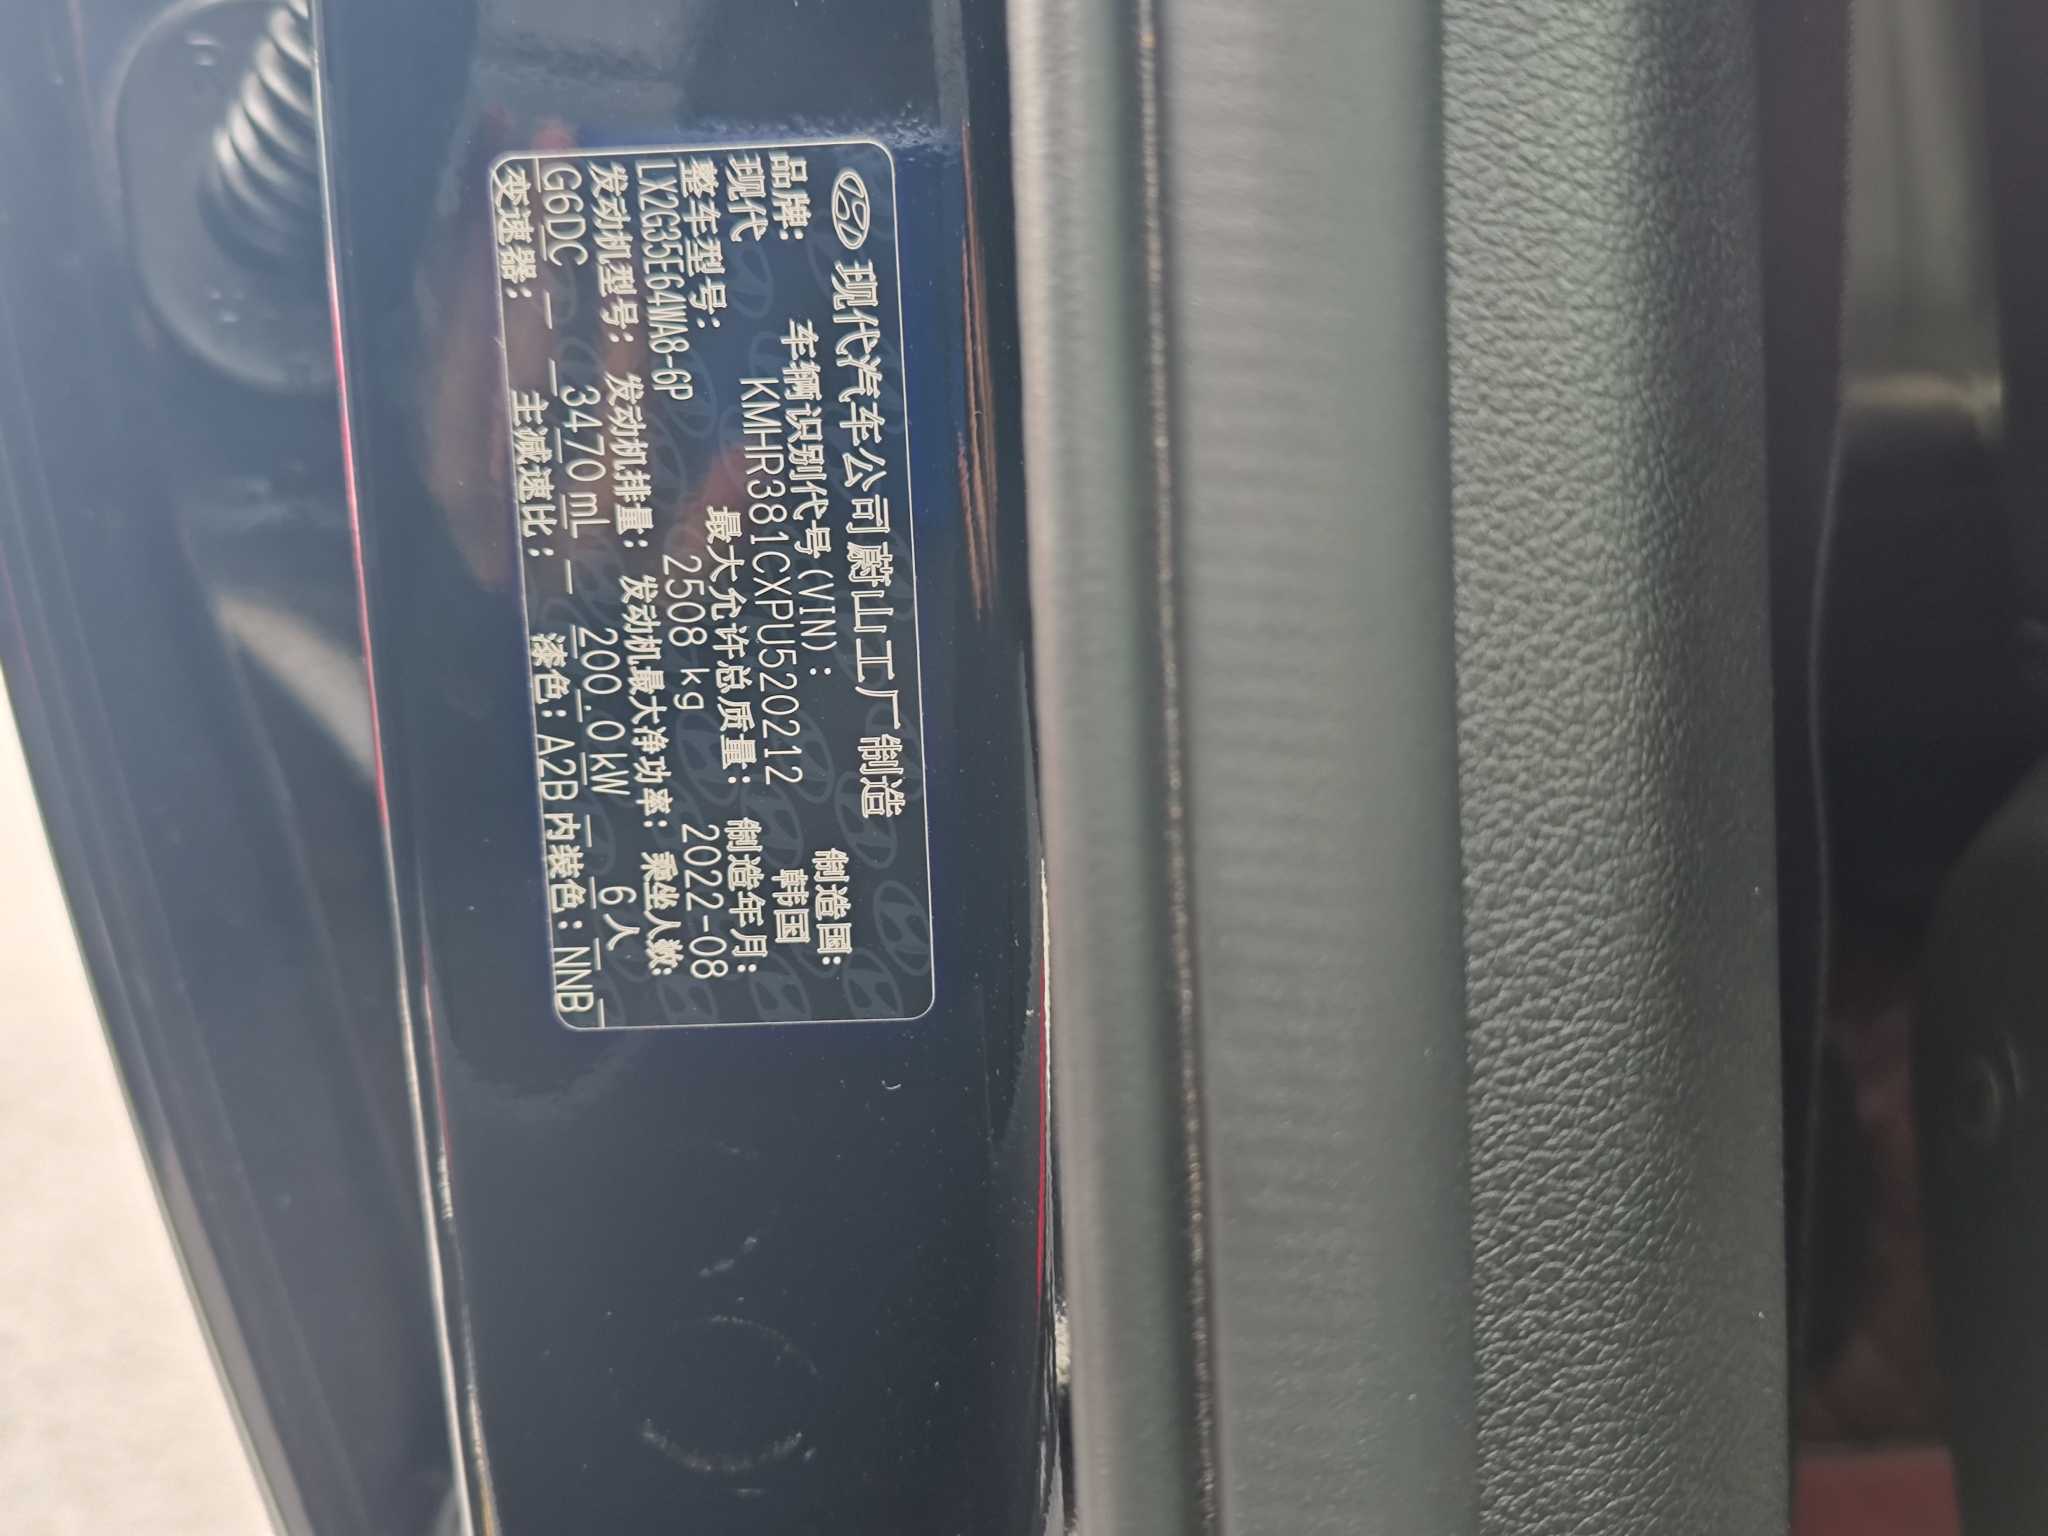 现代汽车公司蔚山工厂制造
制造国:
韩国
品牌:
现代
车辆识别代号(VIN):
KMHR381CXPU520212
整车型号:
LX2G35E64WA8-6P
最大允许总质量:
2508 kg
制造年月:
2022-08
发动机型号:
G6DC
发动机排量:
3470 mL
发动机最大净功率:
200.0kW
乘坐人数:
6人
变速器:
主减速比:
漆色:A2B
内装色:NNB